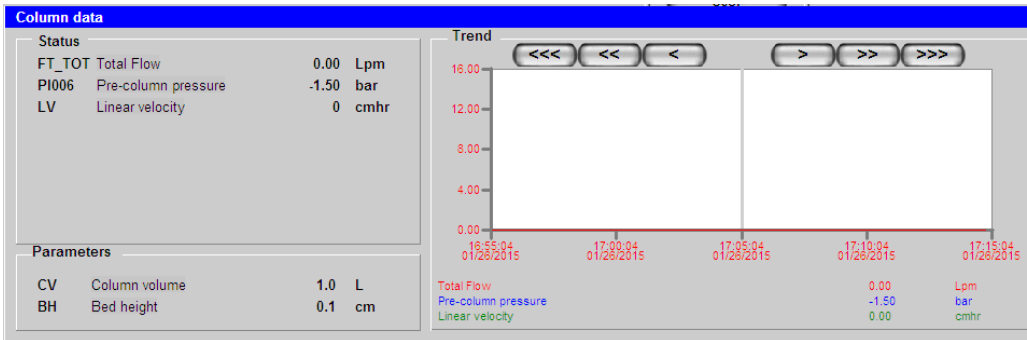 Column data
Status
FT_TOT Total Flow 0.00 Lpm
PI006 Pre-column pressure -1.50 bar
LV Linear velocity 0 cmhr
Parameters
CV Column volume 1.0 L
BH Bed height 0.1 cm
Trend
<<< << < > >> >>>
16.00
12.00
8.00
4.00
0.00
16:55:04 17:00:04 17:05:04 17:10:04 17:15:04
01/26/2015 01/26/2015 01/26/2015 01/26/2015 01/26/2015
Total Flow 0.00 Lpm
Pre-column pressure -1.50 bar
Linear velocity 0.00 cmhr